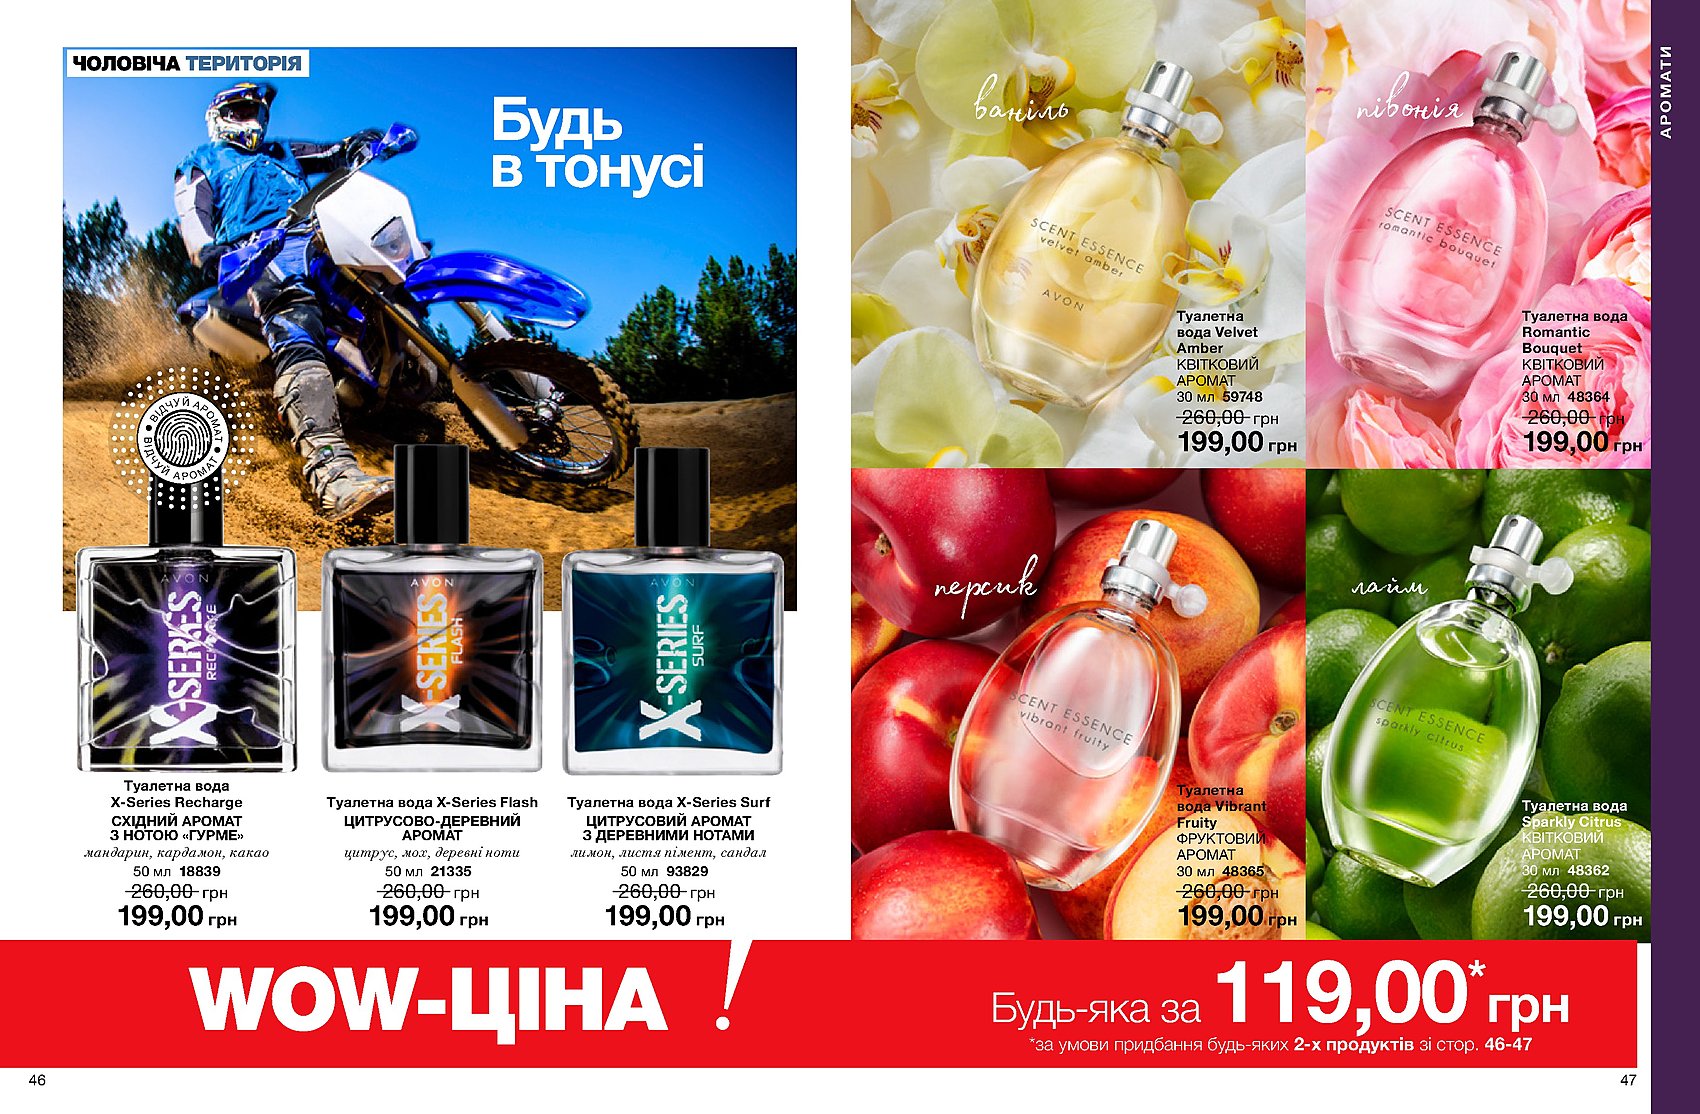 ЧОЛОВІЧА ТЕРИТОРІЯ
Будь
в тонусі
ВІДЧУЙ АРОМАТ • ВІДЧУЙ АРОМАТ •
AVON
X-SERIES
RECHARGE
AVON
X-SERIES
FLASH
AVON
X-SERIES
SURF
Туалетна вода
X-Series Recharge
СХІДНИЙ АРОМАТ
З НОТОЮ «ГУРМЕ»
мандарин, кардамон, какао
50 мл 18839
260,00 грн
199,00 грн
Туалетна вода X-Series Flash
ЦИТРУСОВО-ДЕРЕВНИЙ
АРОМАТ
цитрус, мох, деревні ноти
50 мл 21335
260,00 грн
199,00 грн
Туалетна вода X-Series Surf
ЦИТРУСОВИЙ АРОМАТ
З ДЕРЕВНИМИ НОТАМИ
лимон, листя пімент, сандал
50 мл 93829
260,00 грн
199,00 грн
ваніль
SCENT ESSENCE
velvet amber
AVON
Туалетна
вода Velvet
Amber
КВІТКОВИЙ
АРОМАТ
30 мл 59748
260,00 грн
199,00 грн
півонія
SCENT ESSENCE
romantic bouquet
Туалетна вода
Romantic
Bouquet
КВІТКОВИЙ
АРОМАТ
30 мл 48364
260,00 грн
199,00 грн
АРОМАТИ
персик
SCENT ESSENCE
vibrant fruity
Туалетна
вода Vibrant
Fruity
ФРУКТОВИЙ
АРОМАТ
30 мл 48365
260,00 грн
199,00 грн
лайм
SCENT ESSENCE
sparkly citrus
Туалетна вода
Sparkly Citrus
КВІТКОВИЙ
АРОМАТ
30 мл 48362
260,00 грн
199,00 грн
WOW-ЦІНА !
Будь-яка за 119,00* грн
*за умови придбання будь-яких 2-х продуктів зі стор. 46-47
46
47